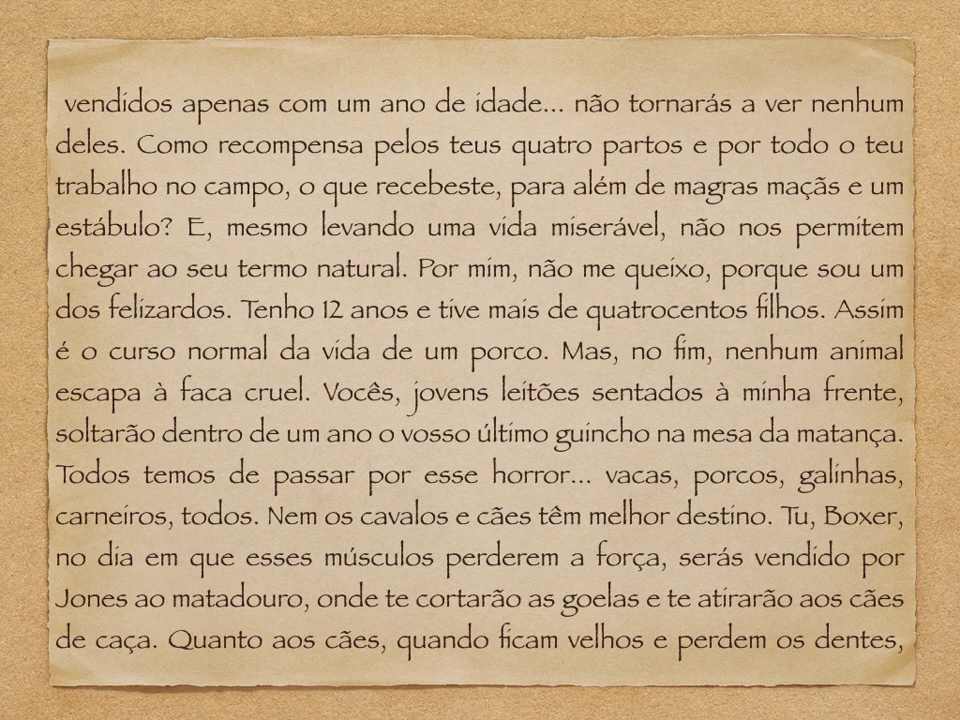 vendidos apenas com um ano de idade... não tornarás a ver nenhum
deles. Como recompensa pelos teus quatro partos e por todo o teu
trabalho no campo, o que recebeste, para além de magras maçãs e um
estábulo? E, mesmo levando uma vida miserável, não nos permitem
chegar ao seu termo natural. Por mim, não me queixo, porque sou um
dos felizardos. Tenho 12 anos e tive mais de quatrocentos filhos. Assim
é o curso normal da vida de um porco. Mas, no fim, nenhum animal
escapa à faca cruel. Vocês, jovens leitões sentados à minha frente,
soltarão dentro de um ano o vosso último guincho na mesa da matança.
Todos temos de passar por esse horror... vacas, porcos, galinhas,
carneiros, todos. Nem os cavalos e cães têm melhor destino. Tu, Boxer,
no dia em que esses músculos perderem a força, serás vendido por
Jones ao matadouro, onde te cortarão as goelas e te atirarão aos cães
de caça. Quanto aos cães, quando ficam velhos e perdem os dentes,